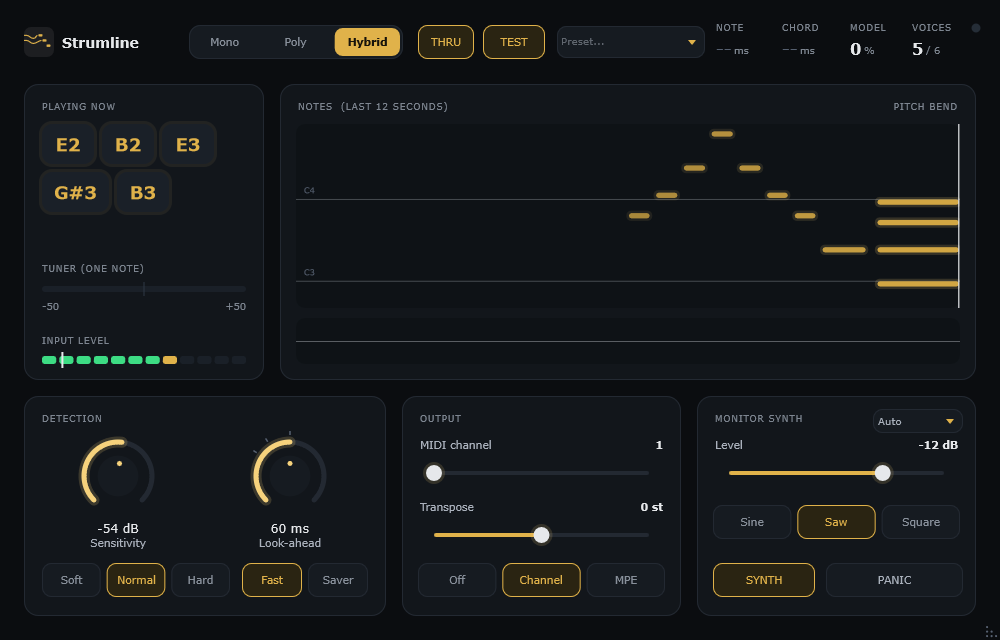 Strumline
Mono Poly Hybrid THRU TEST Preset...
NOTE CHORD MODEL VOICES
-- ms -- ms 0 % 5 / 6
PLAYING NOW
E2 B2 E3
G#3 B3
TUNER (ONE NOTE)
-50 +50
INPUT LEVEL
NOTES (LAST 12 SECONDS) PITCH BEND
C4
C3
DETECTION
-54 dB 60 ms
Sensitivity Look-ahead
Soft Normal Hard Fast Saver
OUTPUT
MIDI channel 1
Transpose 0 st
Off Channel MPE
MONITOR SYNTH Auto
Level -12 dB
Sine Saw Square
SYNTH PANIC